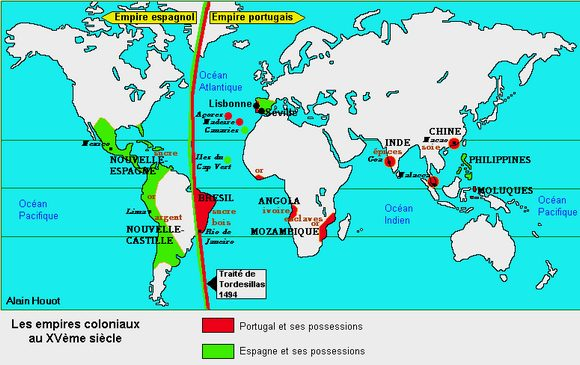 Empire espagnol
Empire portugais
Océan
Atlantique
Lisbonne
Séville
Açores
Madeire
Canaries
CHINE
Macao
soie
INDE
épices
Goa
Mexico
sucre
NOUVELLE-
ESPAGNE
Iles du
Cap Vert
or
Malacca
PHILIPPINES
MOLUQUES
BRESIL
or
Lima
argent
sucre
bois
Rio de
Janeiro
ANGOLA
ivoire
esclaves
or
MOZAMBIQUE
Océan
Pacifique
Océan
Indien
Océan
Pacifique
NOUVELLE-
CASTILLE
Traité de
Tordesillas
1494
Alain Houot
Les empires coloniaux
au XVème siècle
Portugal et ses possessions
Espagne et ses possessions